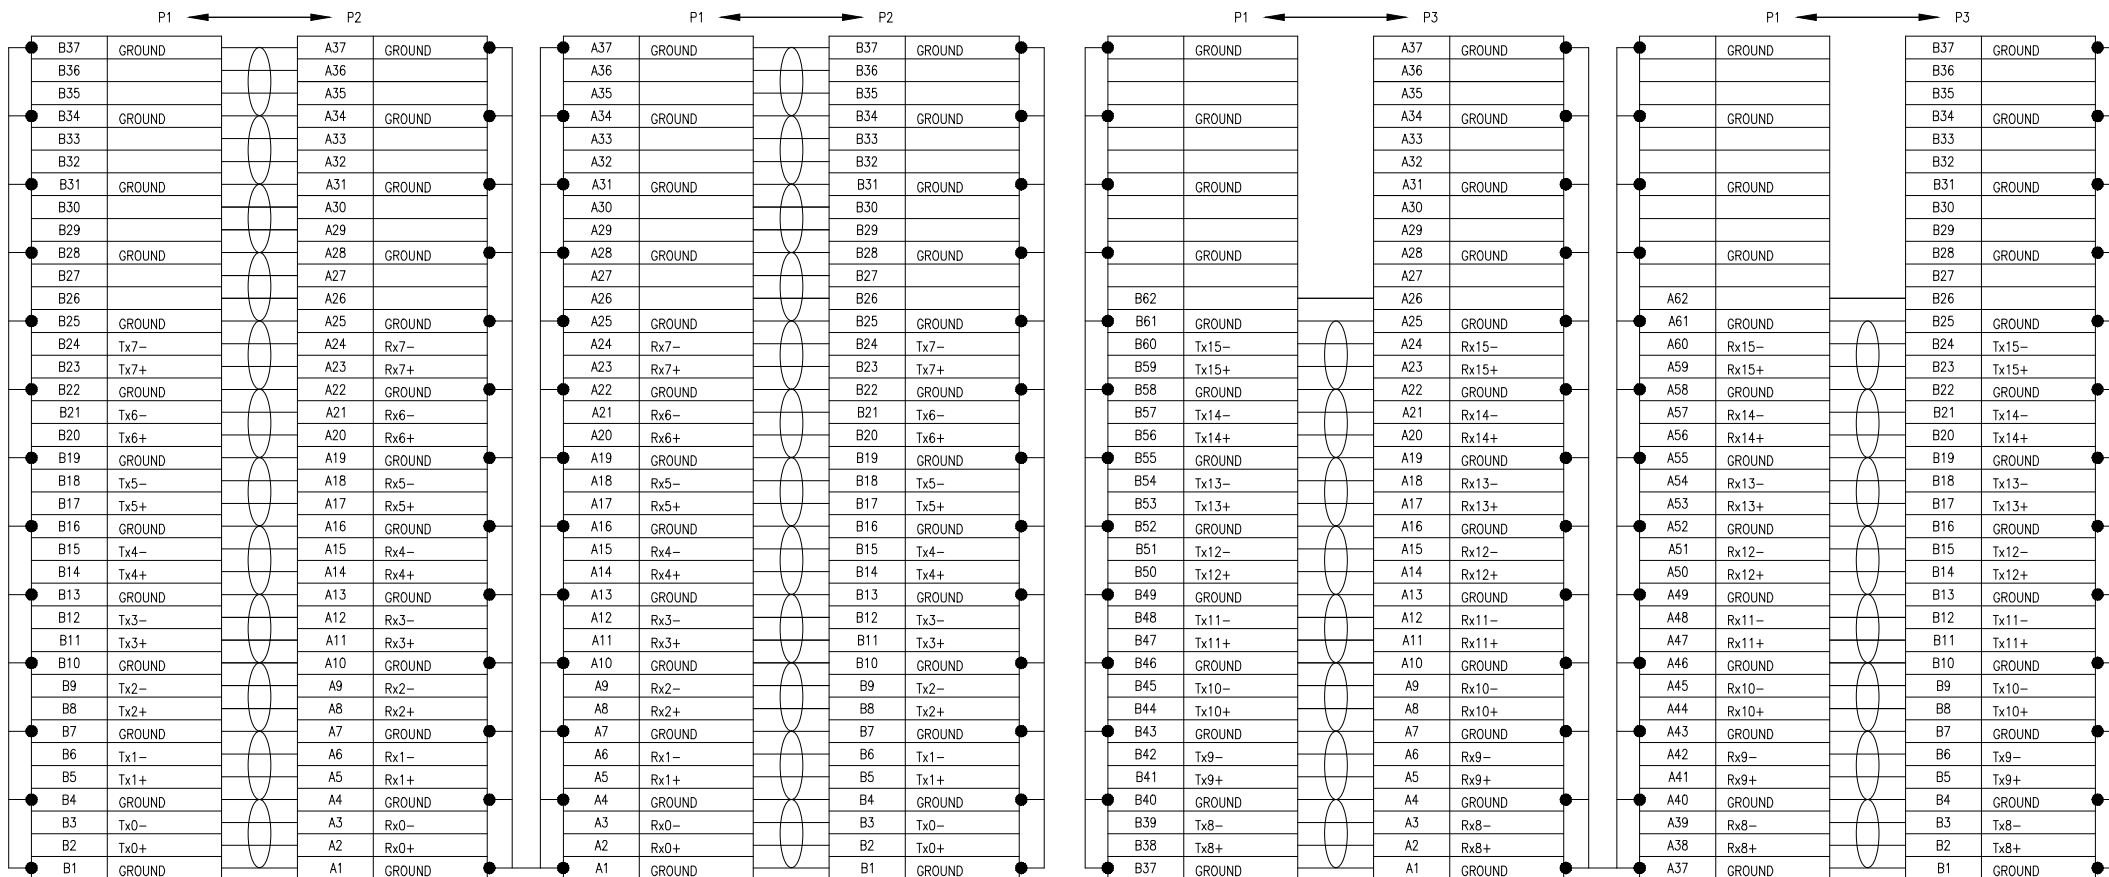 P1 P2 P1 P2 P1 P3 P1 P3
B37 GROUND A37 GROUND A37 GROUND B37 GROUND GROUND A37 GROUND GROUND B37 GROUND
B36 A36 A36 B36 A36 B36
B35 A35 A35 B35 A35 B35
B34 GROUND A34 GROUND A34 GROUND B34 GROUND GROUND A34 GROUND GROUND B34 GROUND
B33 A33 A33 B33 A33 B33
B32 A32 A32 B32 A32 B32
B31 GROUND A31 GROUND A31 GROUND B31 GROUND GROUND A31 GROUND GROUND B31 GROUND
B30 A30 A30 B30 A30 B30
B29 A29 A29 B29 A29 B29
B28 GROUND A28 GROUND A28 GROUND B28 GROUND GROUND A28 GROUND GROUND B28 GROUND
B27 A27 A27 B27 A27 B27
B26 A26 A26 B26 B62 A26 A62 B26
B25 GROUND A25 GROUND A25 GROUND B25 GROUND B61 GROUND A25 GROUND A61 GROUND B25 GROUND
B24 Tx7- A24 Rx7- A24 Rx7- B24 Tx7- B60 Tx15- A24 Rx15- A60 Rx15- B24 Tx15-
B23 Tx7+ A23 Rx7+ A23 Rx7+ B23 Tx7+ B59 Tx15+ A23 Rx15+ A59 Rx15+ B23 Tx15+
B22 GROUND A22 GROUND A22 GROUND B22 GROUND B58 GROUND A22 GROUND A58 GROUND B22 GROUND
B21 Tx6- A21 Rx6- A21 Rx6- B21 Tx6- B57 Tx14- A21 Rx14- A57 Rx14- B21 Tx14-
B20 Tx6+ A20 Rx6+ A20 Rx6+ B20 Tx6+ B56 Tx14+ A20 Rx14+ A56 Rx14+ B20 Tx14+
B19 GROUND A19 GROUND A19 GROUND B19 GROUND B55 GROUND A19 GROUND A55 GROUND B19 GROUND
B18 Tx5- A18 Rx5- A18 Rx5- B18 Tx5- B54 Tx13- A18 Rx13- A54 Rx13- B18 Tx13-
B17 Tx5+ A17 Rx5+ A17 Rx5+ B17 Tx5+ B53 Tx13+ A17 Rx13+ A53 Rx13+ B17 Tx13+
B16 GROUND A16 GROUND A16 GROUND B16 GROUND B52 GROUND A16 GROUND A52 GROUND B16 GROUND
B15 Tx4- A15 Rx4- A15 Rx4- B15 Tx4- B51 Tx12- A15 Rx12- A51 Rx12- B15 Tx12-
B14 Tx4+ A14 Rx4+ A14 Rx4+ B14 Tx4+ B50 Tx12+ A14 Rx12+ A50 Rx12+ B14 Tx12+
B13 GROUND A13 GROUND A13 GROUND B13 GROUND B49 GROUND A13 GROUND A49 GROUND B13 GROUND
B12 Tx3- A12 Rx3- A12 Rx3- B12 Tx3- B48 Tx11- A12 Rx11- A48 Rx11- B12 Tx11-
B11 Tx3+ A11 Rx3+ A11 Rx3+ B11 Tx3+ B47 Tx11+ A11 Rx11+ A47 Rx11+ B11 Tx11+
B10 GROUND A10 GROUND A10 GROUND B10 GROUND B46 GROUND A10 GROUND A46 GROUND B10 GROUND
B9 Tx2- A9 Rx2- A9 Rx2- B9 Tx2- B45 Tx10- A9 Rx10- A45 Rx10- B9 Tx10-
B8 Tx2+ A8 Rx2+ A8 Rx2+ B8 Tx2+ B44 Tx10+ A8 Rx10+ A44 Rx10+ B8 Tx10+
B7 GROUND A7 GROUND A7 GROUND B7 GROUND B43 GROUND A7 GROUND A43 GROUND B7 GROUND
B6 Tx1- A6 Rx1- A6 Rx1- B6 Tx1- B42 Tx9- A6 Rx9- A42 Rx9- B6 Tx9-
B5 Tx1+ A5 Rx1+ A5 Rx1+ B5 Tx1+ B41 Tx9+ A5 Rx9+ A41 Rx9+ B5 Tx9+
B4 GROUND A4 GROUND A4 GROUND B4 GROUND B40 GROUND A4 GROUND A40 GROUND B4 GROUND
B3 Tx0- A3 Rx0- A3 Rx0- B3 Tx0- B39 Tx8- A3 Rx8- A39 Rx8- B3 Tx8-
B2 Tx0+ A2 Rx0+ A2 Rx0+ B2 Tx0+ B38 Tx8+ A2 Rx8+ A38 Rx8+ B2 Tx8+
B1 GROUND A1 GROUND A1 GROUND B1 GROUND B37 GROUND A1 GROUND A37 GROUND B1 GROUND